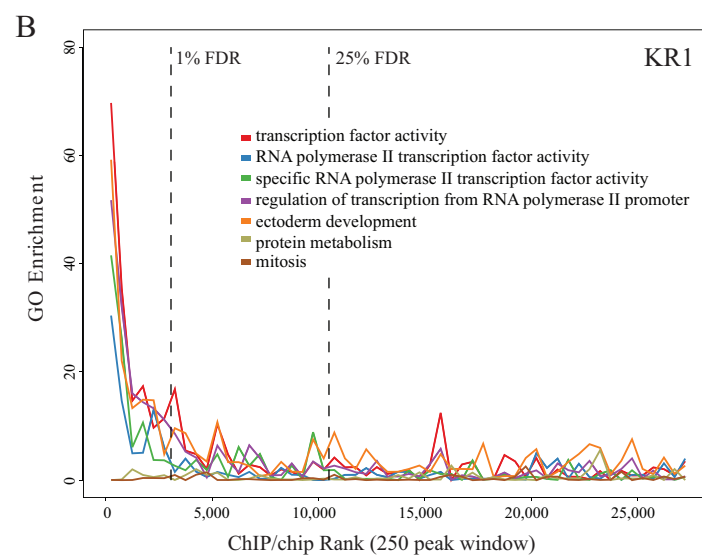 B
KR1
1% FDR
25% FDR
80
60
40
20
0
GO Enrichment
transcription factor activity
RNA polymerase II transcription factor activity
specific RNA polymerase II transcription factor activity
regulation of transcription from RNA polymerase II promoter
ectoderm development
protein metabolism
mitosis
0 5,000 10,000 15,000 20,000 25,000
ChIP/chip Rank (250 peak window)